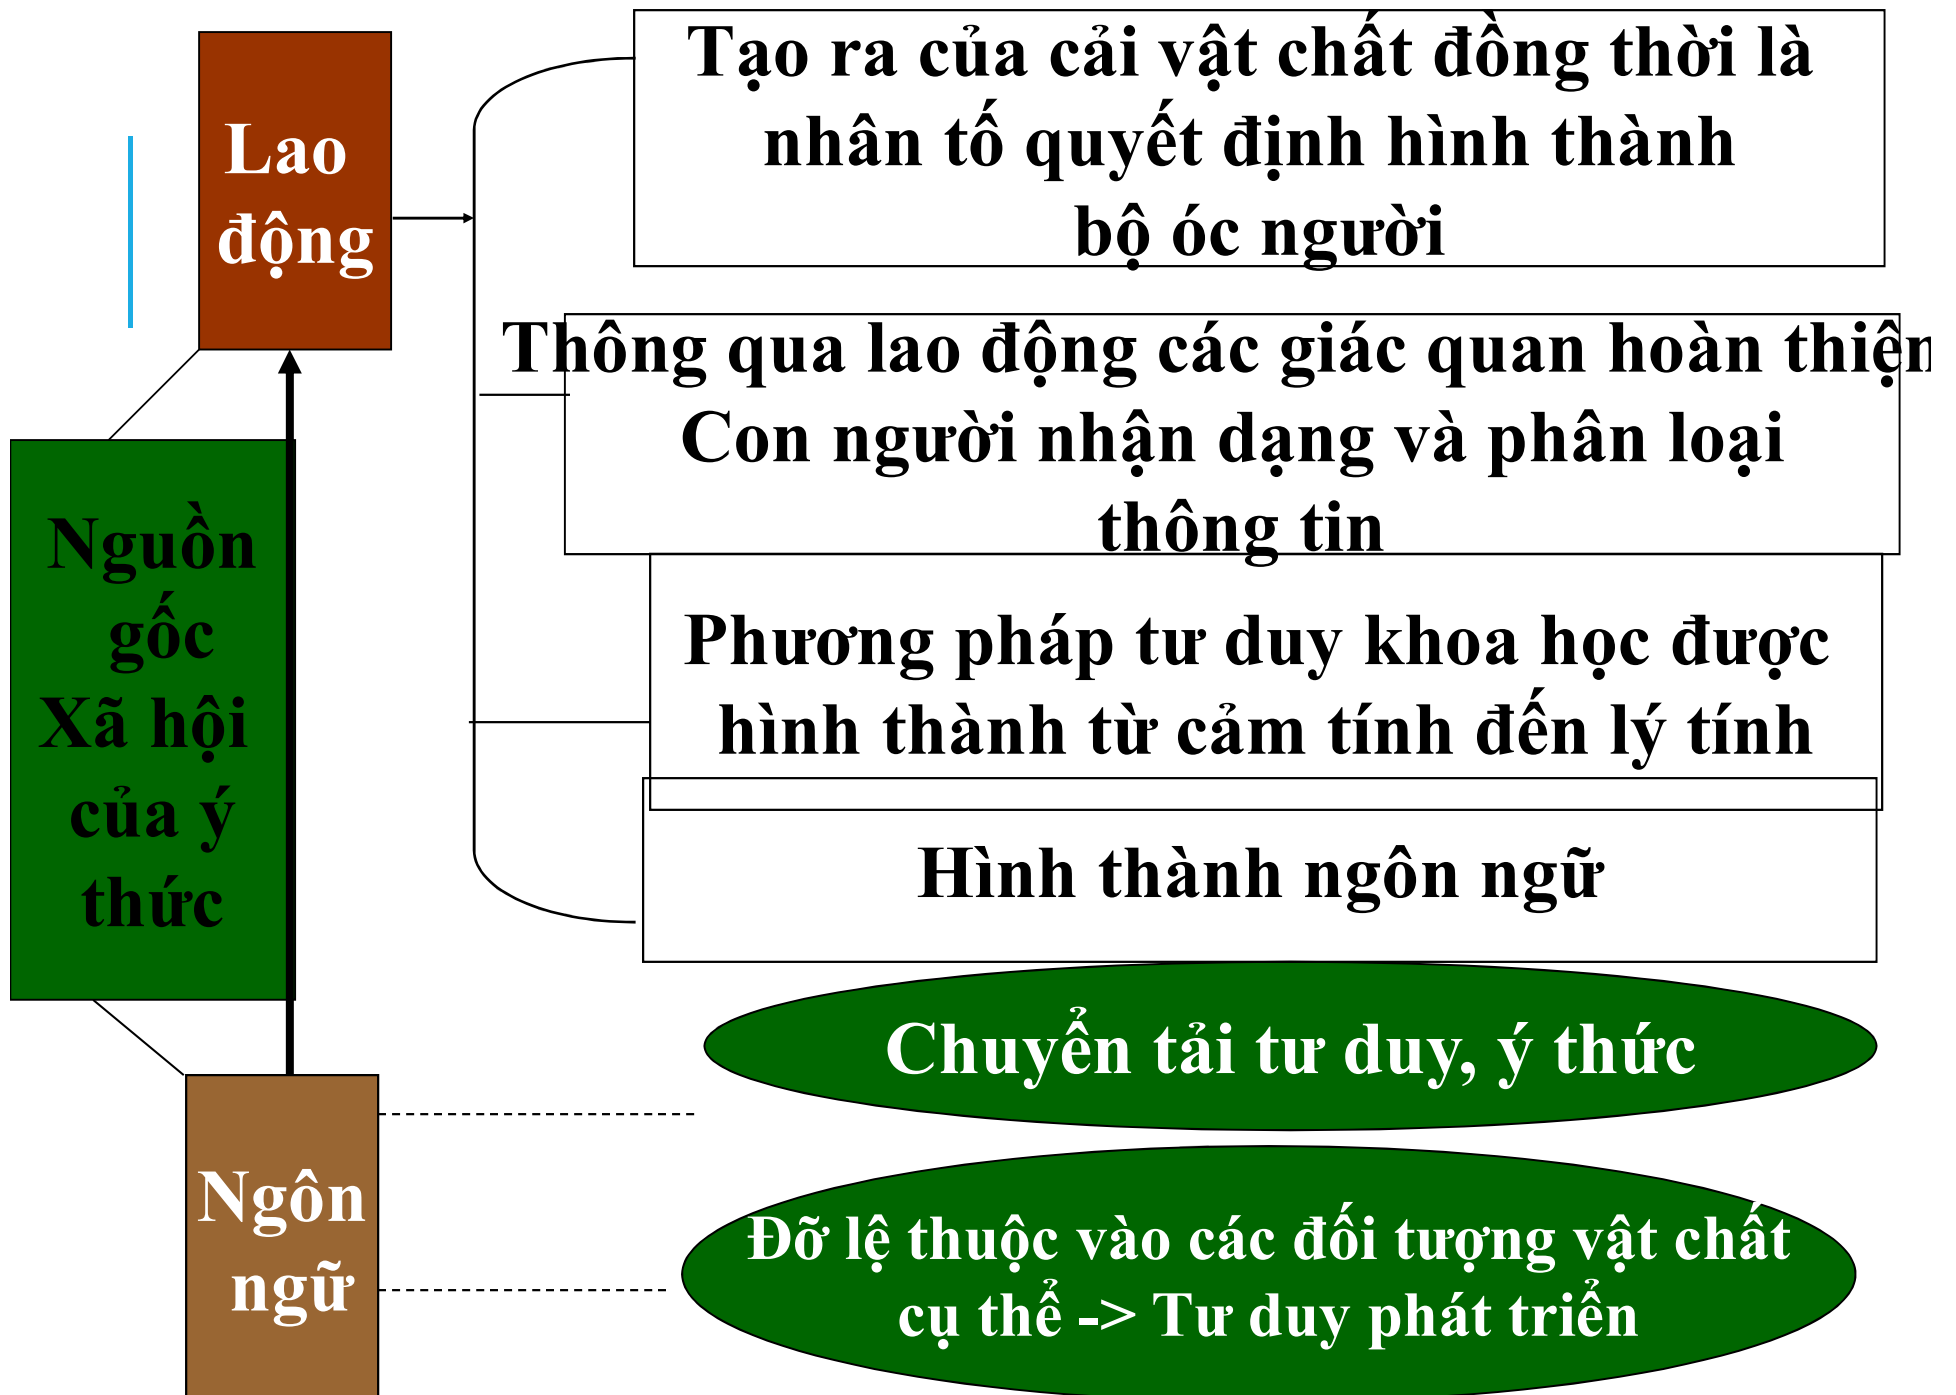 Lao
động
Tạo ra của cải vật chất đồng thời là
nhân tố quyết định hình thành
bộ óc người
Thông qua lao động các giác quan hoàn thiện
Con người nhận dạng và phân loại
thông tin
Nguồn
gốc
Xã hội
của ý
thức
Phương pháp tư duy khoa học được
hình thành từ cảm tính đến lý tính
Hình thành ngôn ngữ
Ngôn
ngữ
Chuyển tải tư duy, ý thức
Đỡ lệ thuộc vào các đối tượng vật chất
cụ thể -> Tư duy phát triển